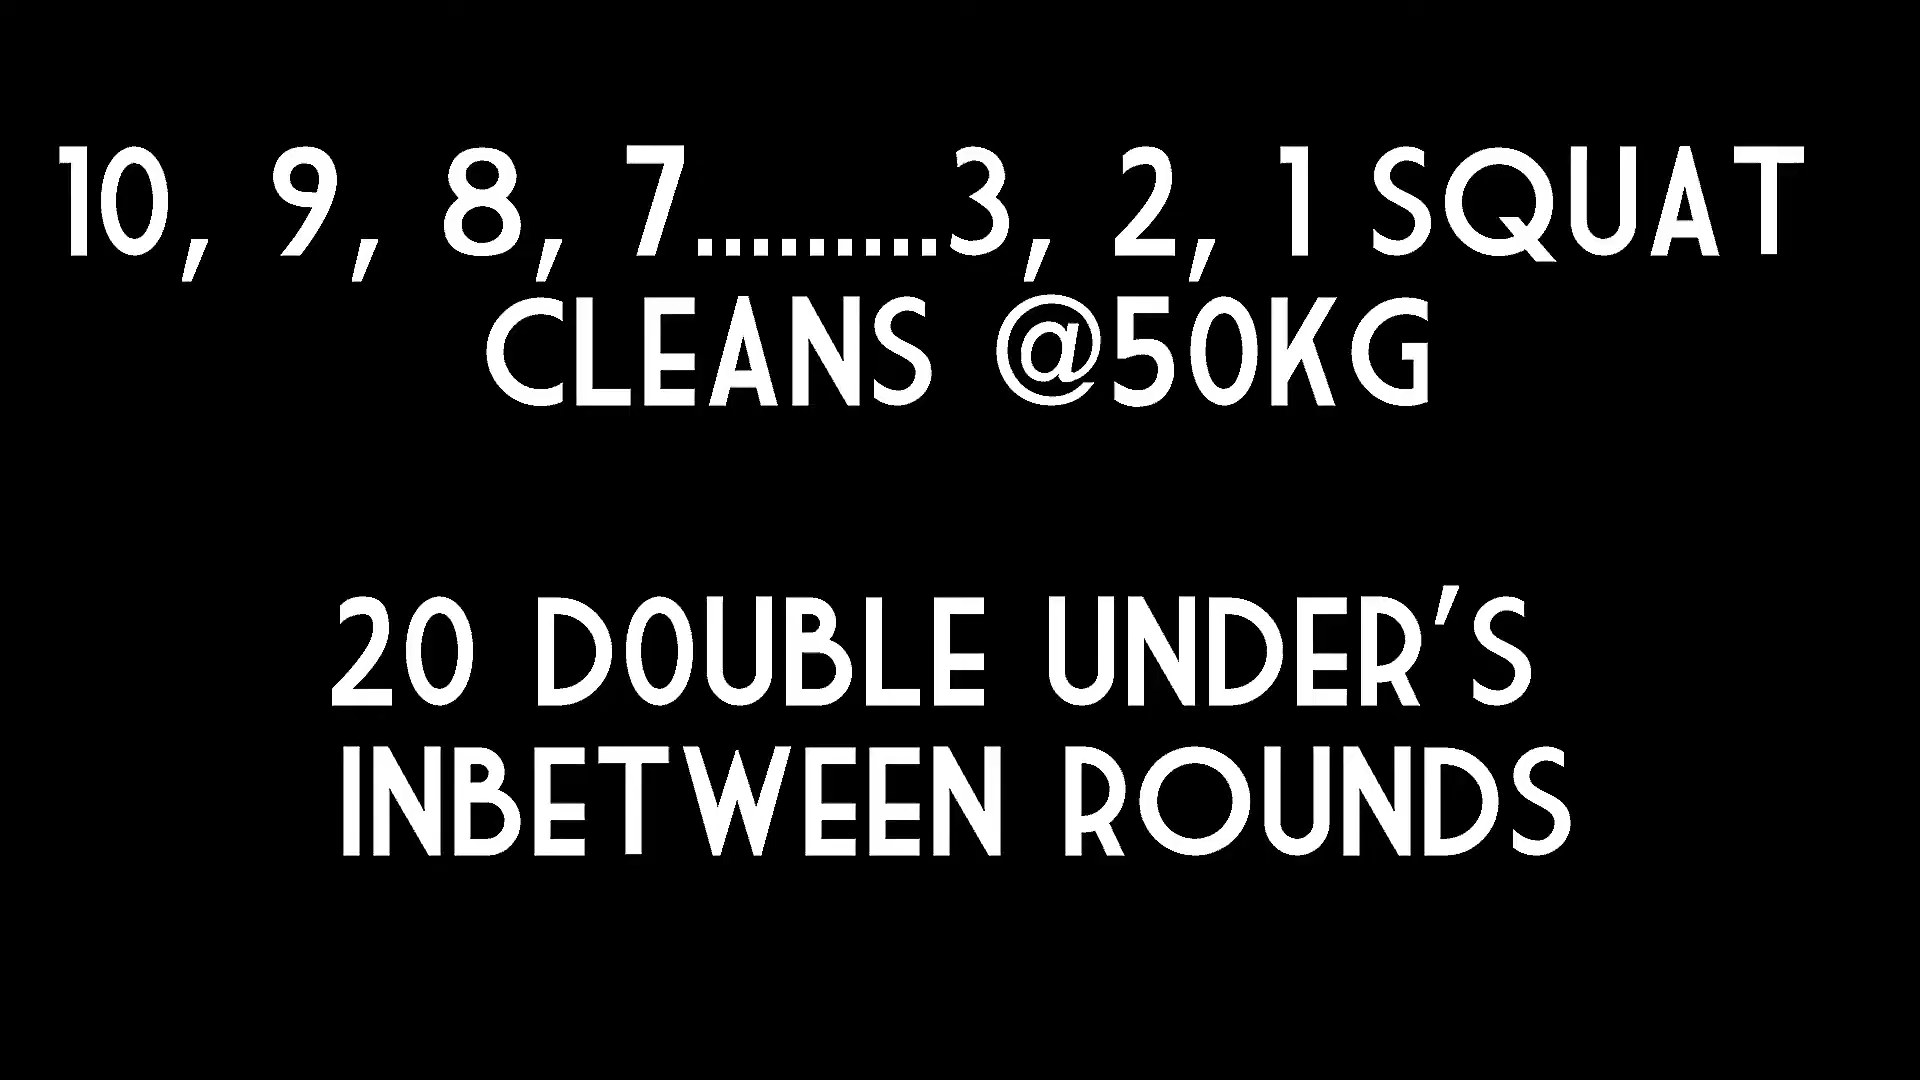 10, 9, 8, 7.........3, 2, 1 SQUAT
CLEANS @50KG
20 DOUBLE UNDER'S
INBETWEEN ROUNDS